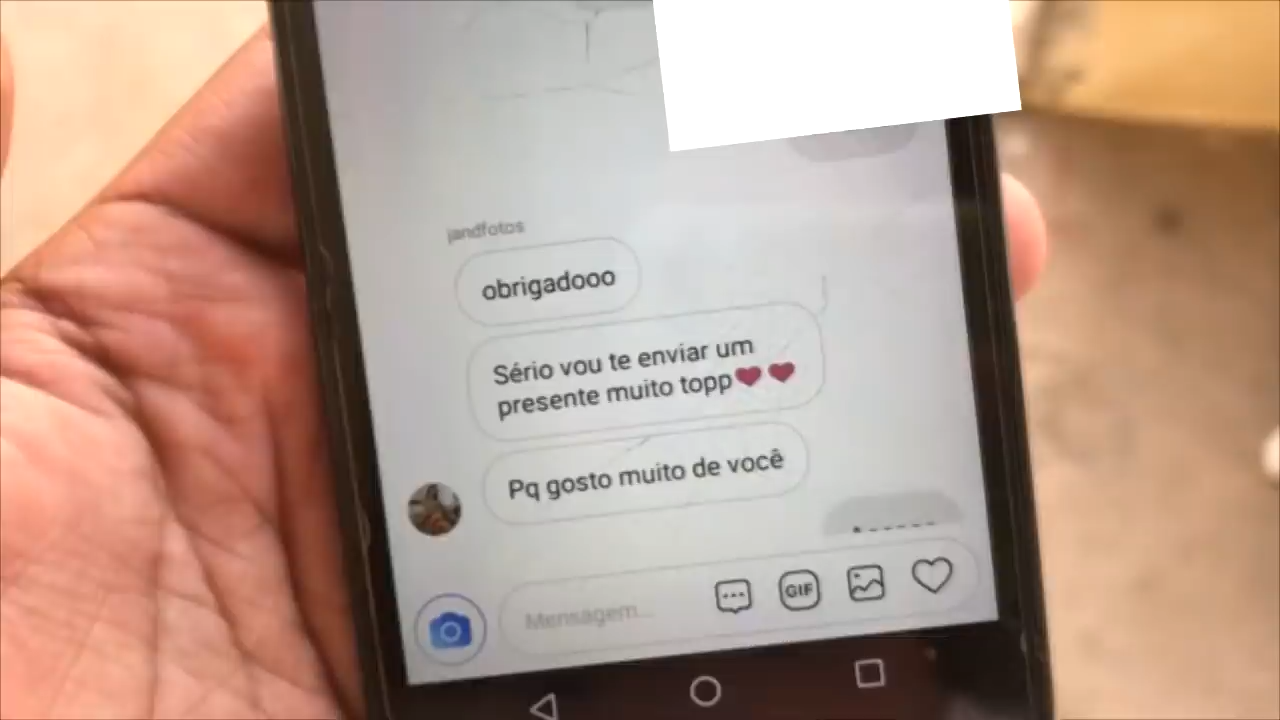 jandfotos
obrigadooo
Sério vou te enviar um
presente muito topp❤❤
Pq gosto muito de você
Mensagem...
GIF